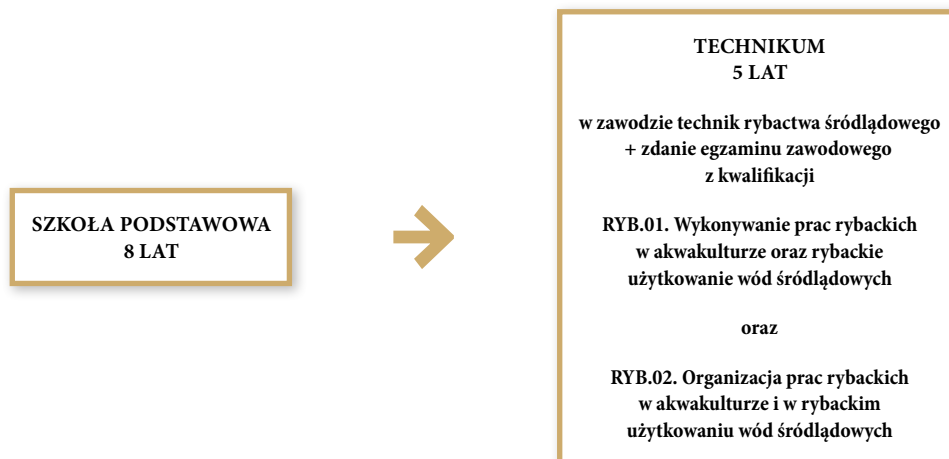 SZKOŁA PODSTAWOWA
8 LAT
TECHNIKUM
5 LAT
w zawodzie technik rybactwa śródlądowego
+ zdanie egzaminu zawodowego
z kwalifikacji
RYB.01. Wykonywanie prac rybackich
w akwakulturze oraz rybackie
użytkowanie wód śródlądowych
oraz
RYB.02. Organizacja prac rybackich
w akwakulturze i w rybackim
użytkowaniu wód śródlądowych